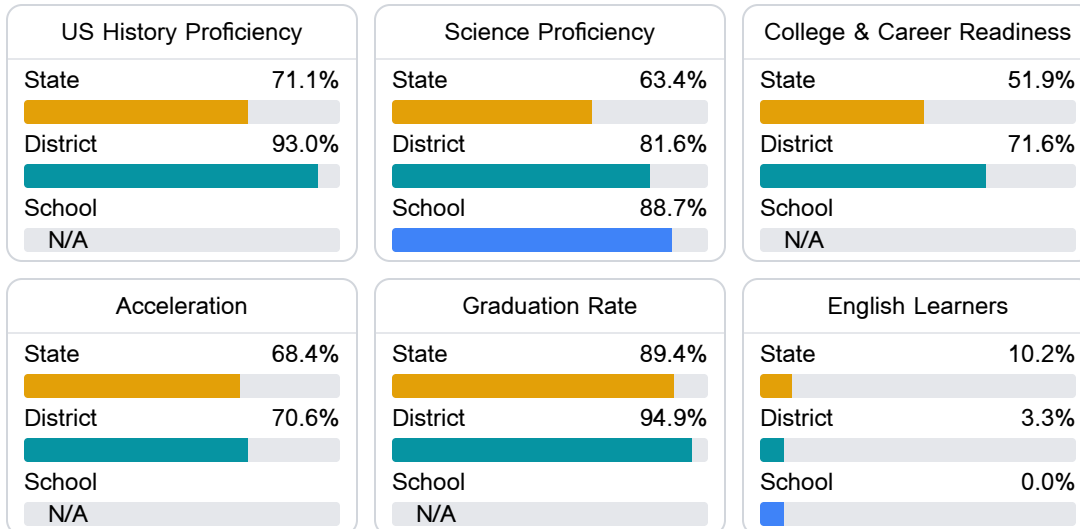 US History Proficiency
State 71.1%
District 93.0%
School
N/A
Science Proficiency
State 63.4%
District 81.6%
School 88.7%
College & Career Readiness
State 51.9%
District 71.6%
School
N/A
Acceleration
State 68.4%
District 70.6%
School
N/A
Graduation Rate
State 89.4%
District 94.9%
School
N/A
English Learners
State 10.2%
District 3.3%
School 0.0%